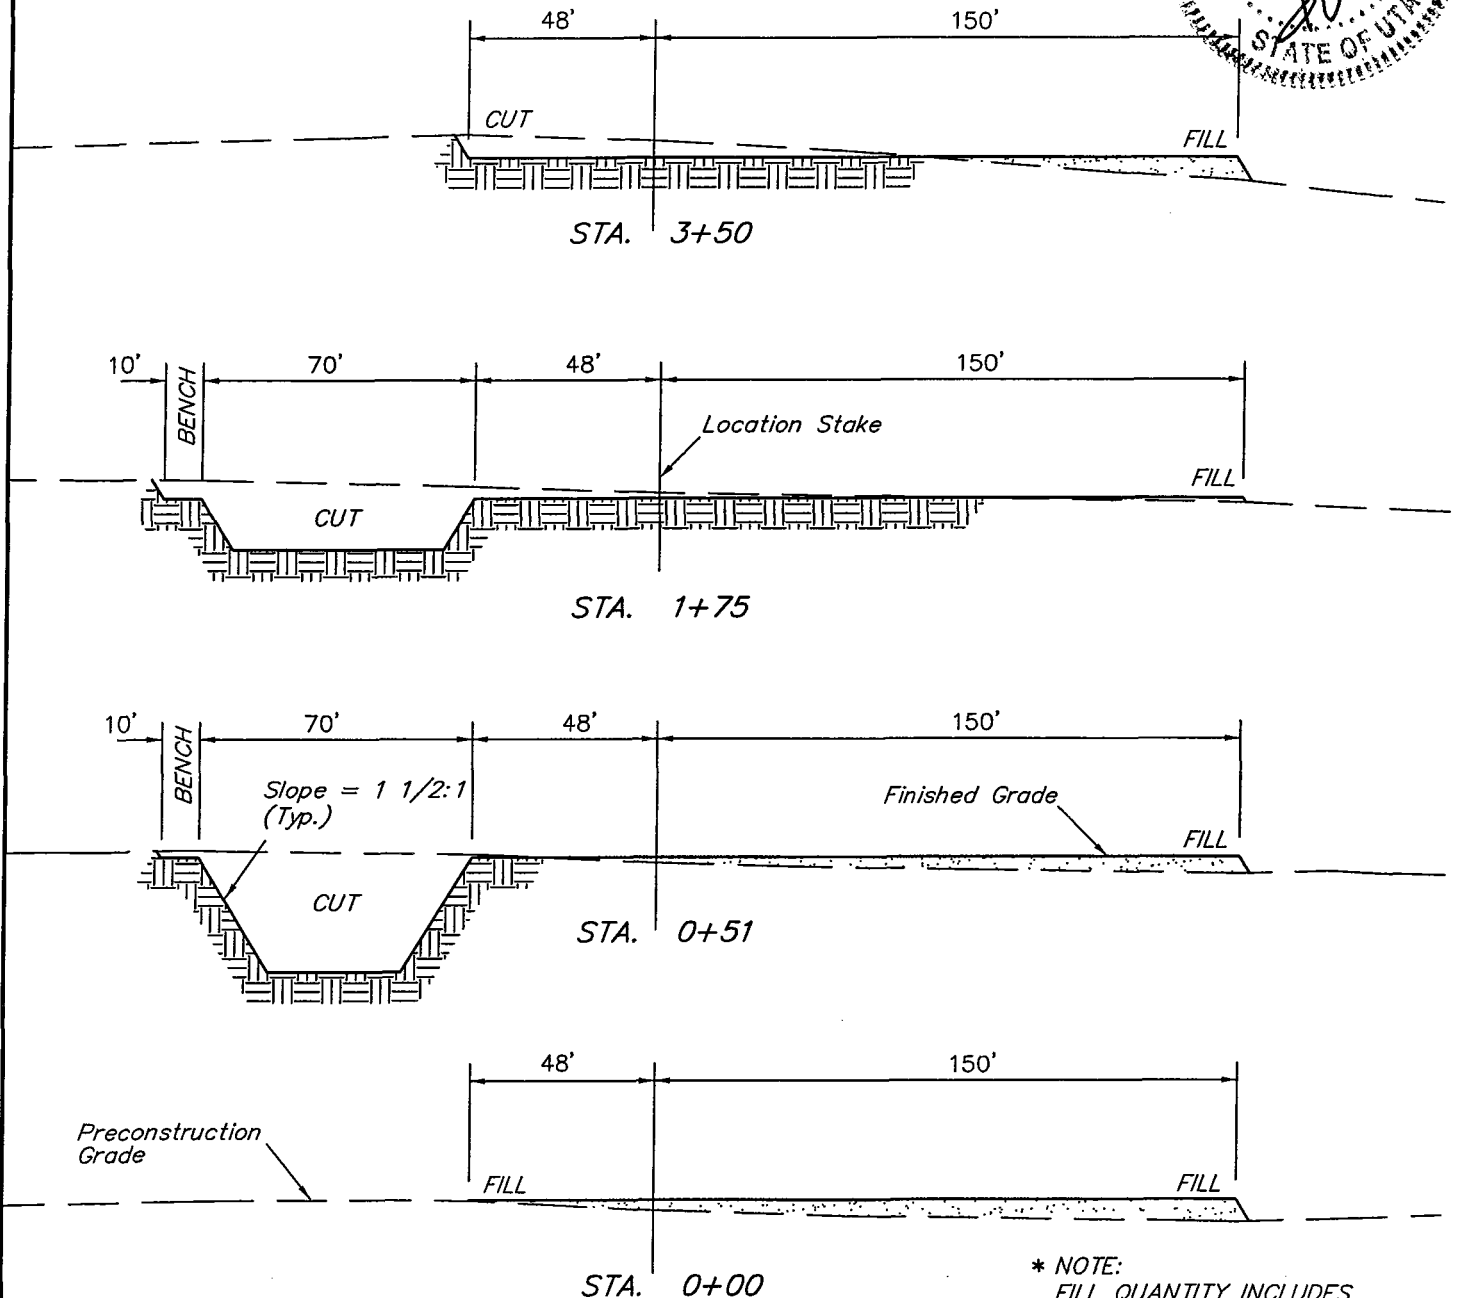 48' 150'
STATE OF UTA
CUT
FILL
STA. 3+50
10' BENCH 70' 48' 150'
Location Stake
FILL
CUT
STA. 1+75
10' BENCH 70' 48' 150'
Slope = 1 1/2:1
(Typ.)
Finished Grade
FILL
CUT
STA. 0+51
48' 150'
Preconstruction
Grade
FILL
FILL
STA. 0+00
* NOTE:
FILL QUANTITY INCLUDES